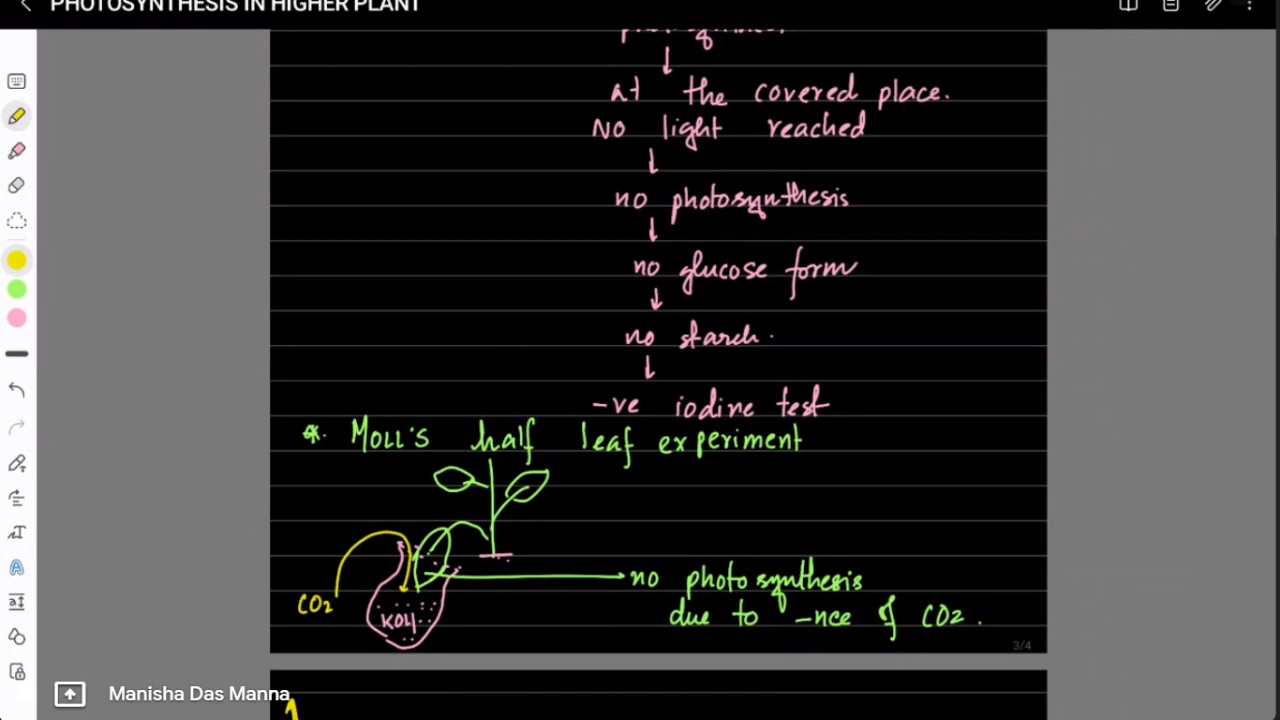 PHOTOSYNTHESIS IN HIGHER PLANT
at the covered place.
No light reached
no photosynthesis
no glucose form
no starch.
-ve iodine test
Moll's half leaf experiment
CO2
KOH
no photosynthesis
due to -nce of CO2.
3/4
Manisha Das Manna